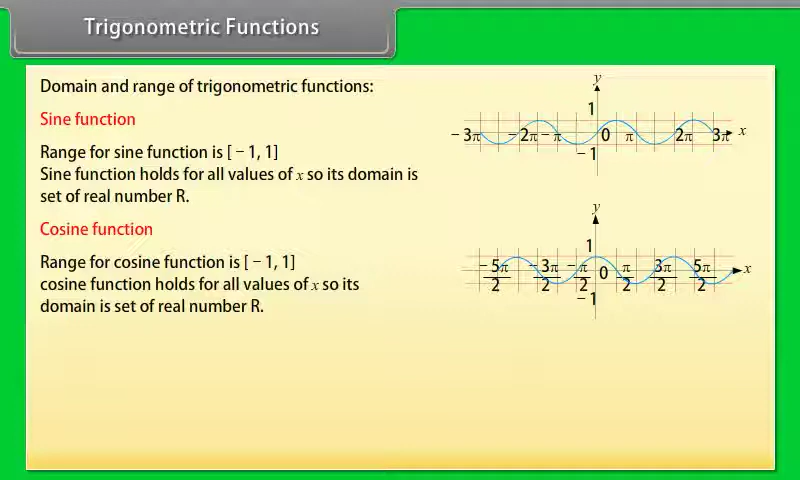 Trigonometric Functions
Domain and range of trigonometric functions:
Sine function
Range for sine function is [ − 1, 1]
Sine function holds for all values of x so its domain is
set of real number R.
Cosine function
Range for cosine function is [ − 1, 1]
cosine function holds for all values of x so its
domain is set of real number R.
y
1
− 3π − 2π − π 0 π 2π 3π x
− 1
y
1
− 5π/2 − 3π/2 − π/2 0 π/2 3π/2 5π/2 x
− 1